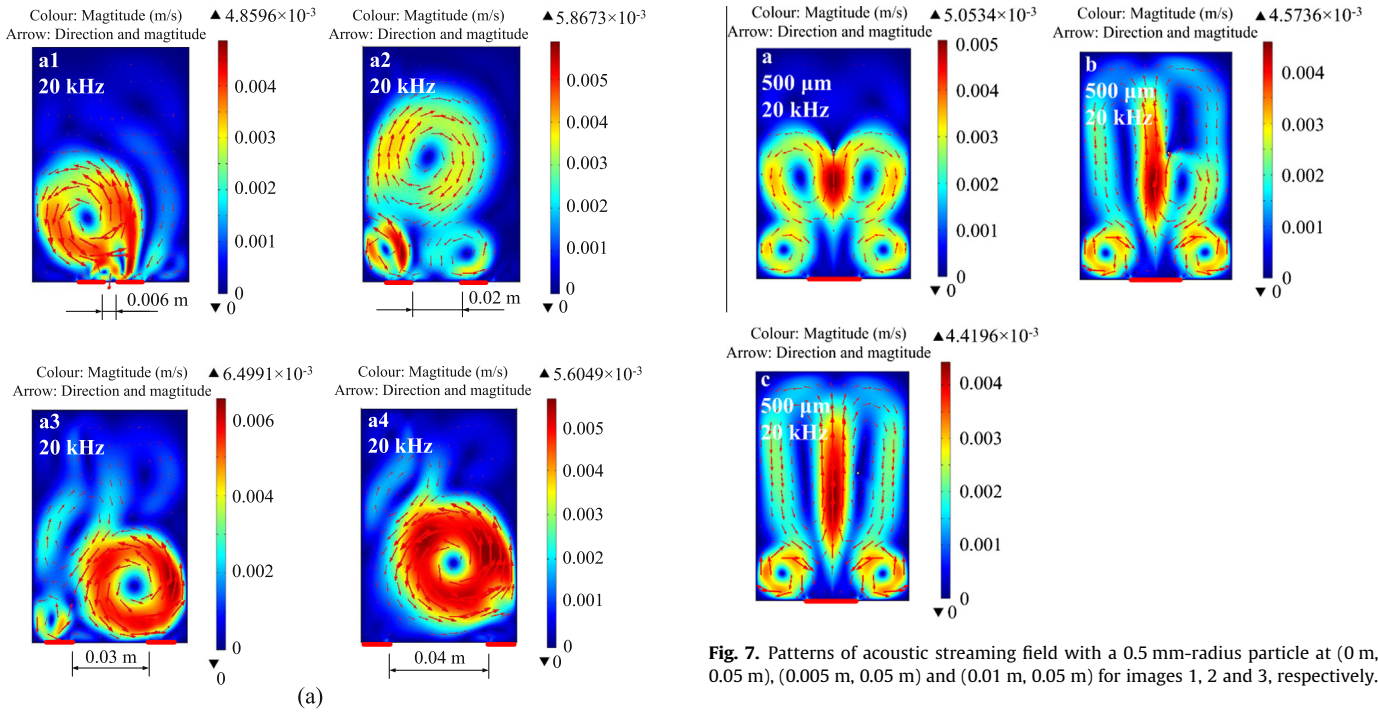 Colour: Magtitude (m/s)
Arrow: Direction and magtitude
▲ 4.8596×10-3
a1
20 kHz
0.004
0.003
0.002
0.001
0
▼ 0
0.006 m
Colour: Magtitude (m/s)
Arrow: Direction and magtitude
▲ 5.8673×10-3
a2
20 kHz
0.005
0.004
0.003
0.002
0.001
0
▼ 0
0.02 m
Colour: Magtitude (m/s)
Arrow: Direction and magtitude
▲ 6.4991×10-3
a3
20 kHz
0.006
0.004
0.002
0
▼
0
0.03 m
Colour: Magtitude (m/s)
Arrow: Direction and magtitude
▲ 5.6049×10-3
a4
20 kHz
0.005
0.004
0.003
0.002
0.001
0
▼ 0
0.04 m
(a)
Colour: Magtitude (m/s)
Arrow: Direction and magtitude
▲ 5.0534×10-3
a
500 µm
20 kHz
0.005
0.004
0.003
0.002
0.001
0
▼ 0
Colour: Magtitude (m/s)
Arrow: Direction and magtitude
▲ 4.5736×10-3
b
500 µm
20 kHz
0.004
0.003
0.002
0.001
0
▼ 0
Colour: Magtitude (m/s)
Arrow: Direction and magtitude
▲ 4.4196×10-3
c
500 µm
20 kHz
0.004
0.003
0.002
0.001
0
▼ 0
Fig. 7. Patterns of acoustic streaming field with a 0.5 mm-radius particle at (0 m,
0.05 m), (0.005 m, 0.05 m) and (0.01 m, 0.05 m) for images 1, 2 and 3, respectively.